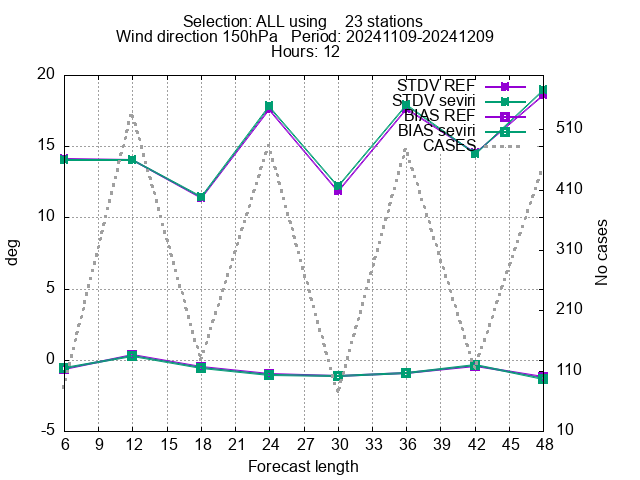 Selection: ALL using 23 stations
Wind direction 150hPa Period: 20241109-20241209
Hours: 12
STDV REF
STDV seviri
BIAS REF
BIAS seviri
CASES
20
15
10
5
0
-5
deg
510
410
310
210
110
10
No cases
6 9 12 15 18 21 24 27 30 33 36 39 42 45 48
Forecast length